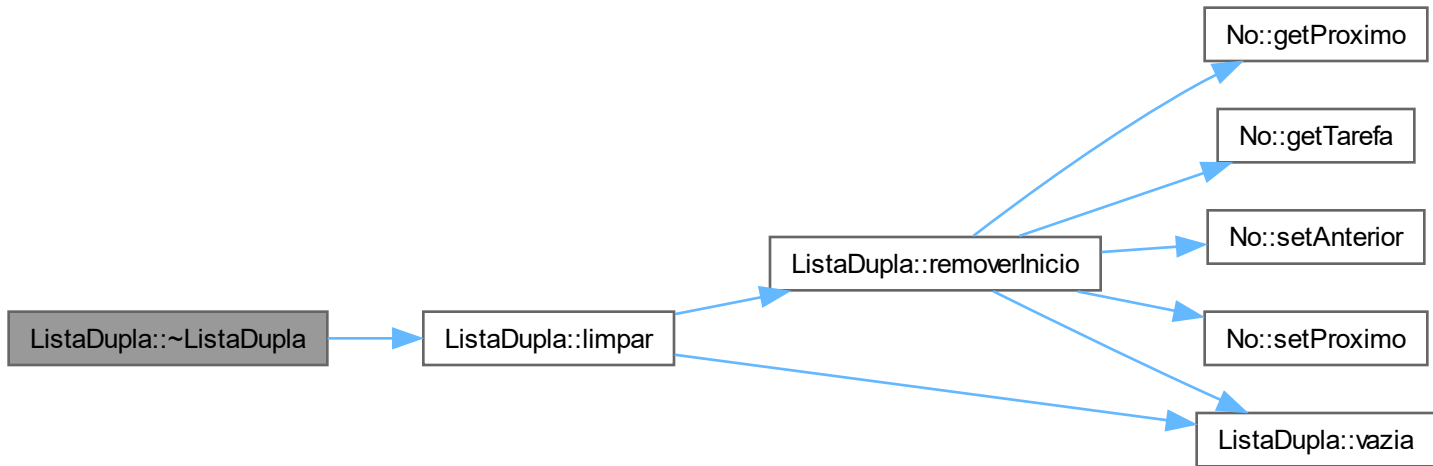 No::getProximo
No::getTarefa
No::setAnterior
ListaDupla::removerInicio
No::setProximo
ListaDupla::~ListaDupla
ListaDupla::limpar
ListaDupla::vazia